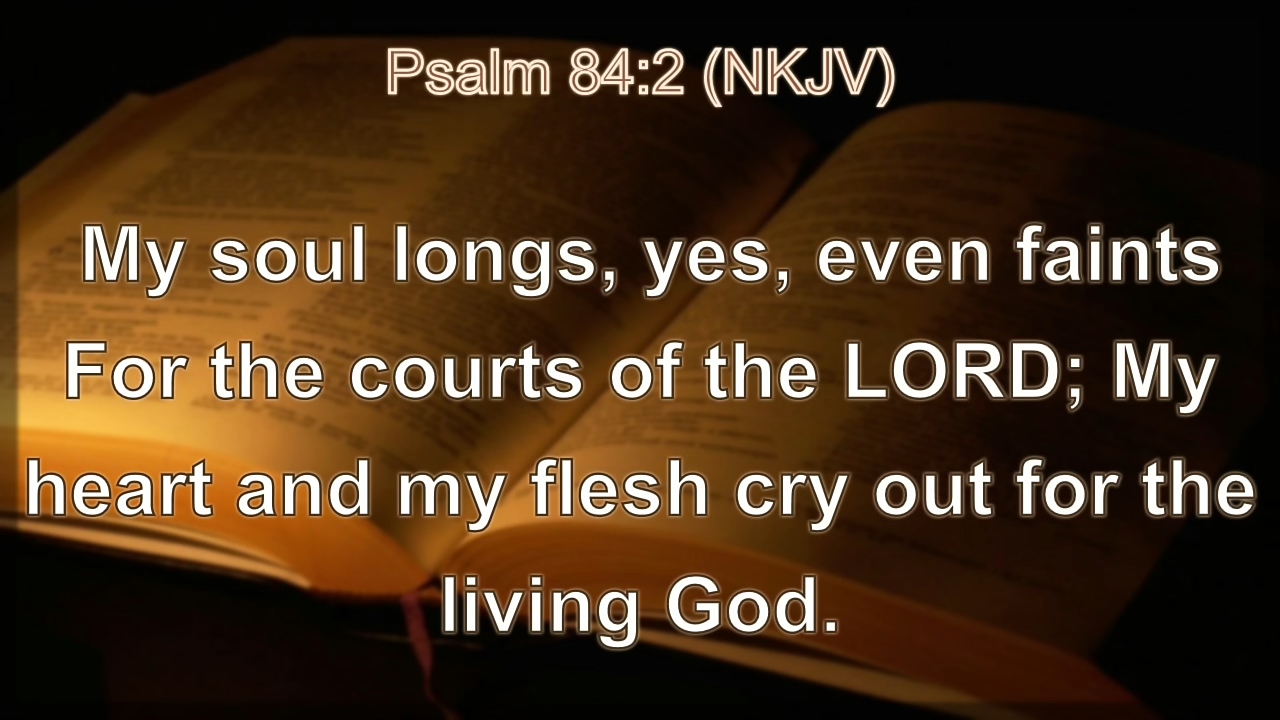 Psalm 84:2 (NKJV)
My soul longs, yes, even faints
For the courts of the LORD; My
heart and my flesh cry out for the
living God.